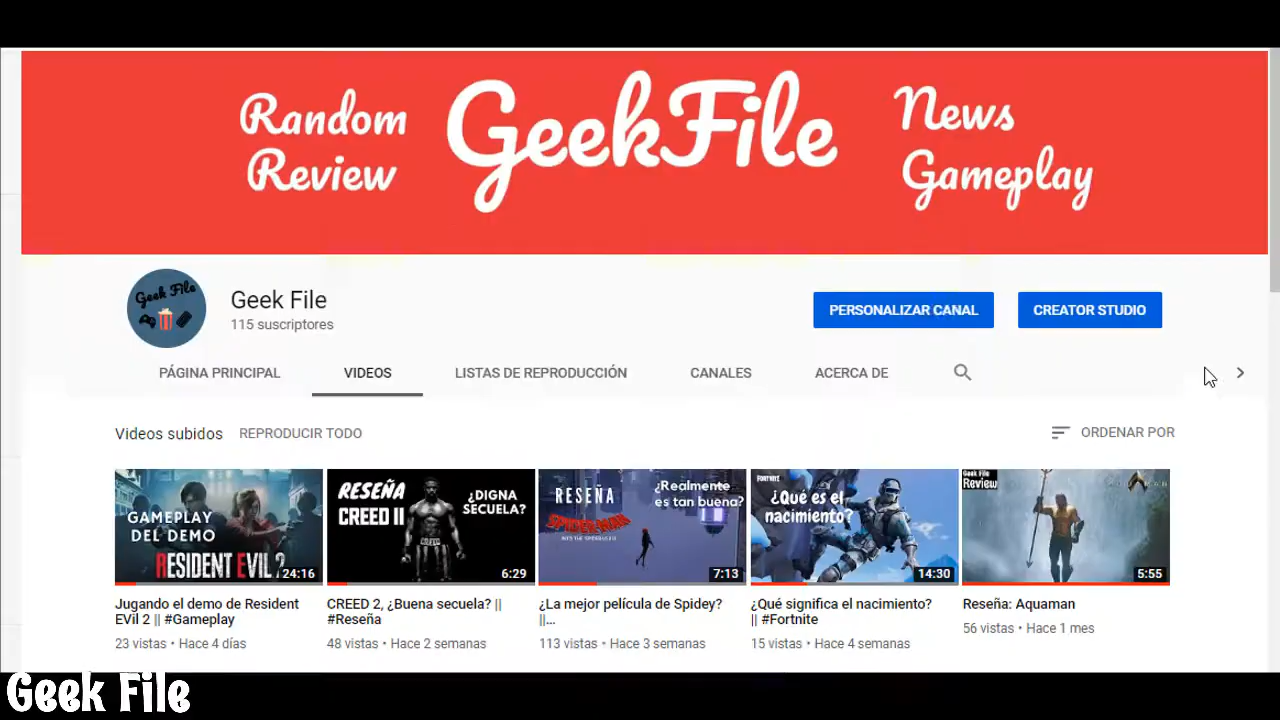 Random
Review
GeekFile
News
Gameplay
Geek File
Geek File
115 suscriptores
PERSONALIZAR CANAL
CREATOR STUDIO
PÁGINA PRINCIPAL
VIDEOS
LISTAS DE REPRODUCCIÓN
CANALES
ACERCA DE
Videos subidos
REPRODUCIR TODO
ORDENAR POR
GAMEPLAY
DEL DEMO
RESIDENT EVIL 2
24:16
RESEÑA
CREED II
¿DIGNA
SECUELA?
CREED
6:29
RESEÑA
SPIDER-MAN
¿Realmente
es tan buena?
7:13
FORTNITE
¿Qué es el
nacimiento?
14:30
Geek File
Review
5:55
Jugando el demo de Resident
EVil 2 || #Gameplay
23 vistas • Hace 4 días
CREED 2, ¿Buena secuela? ||
#Reseña
48 vistas • Hace 2 semanas
¿La mejor película de Spidey?
||...
113 vistas • Hace 3 semanas
¿Qué significa el nacimiento?
|| #Fortnite
15 vistas • Hace 4 semanas
Reseña: Aquaman
56 vistas • Hace 1 mes
Geek File